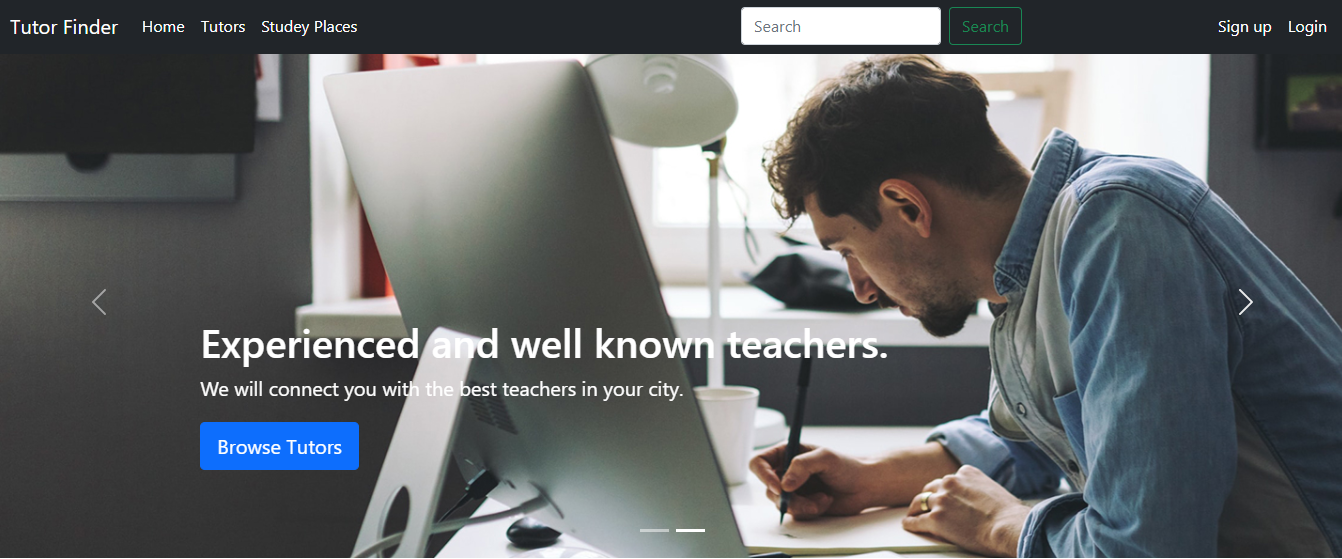 Tutor Finder Home Tutors Studey Places Search Search Sign up Login
Experienced and well known teachers.
We will connect you with the best teachers in your city.
Browse Tutors